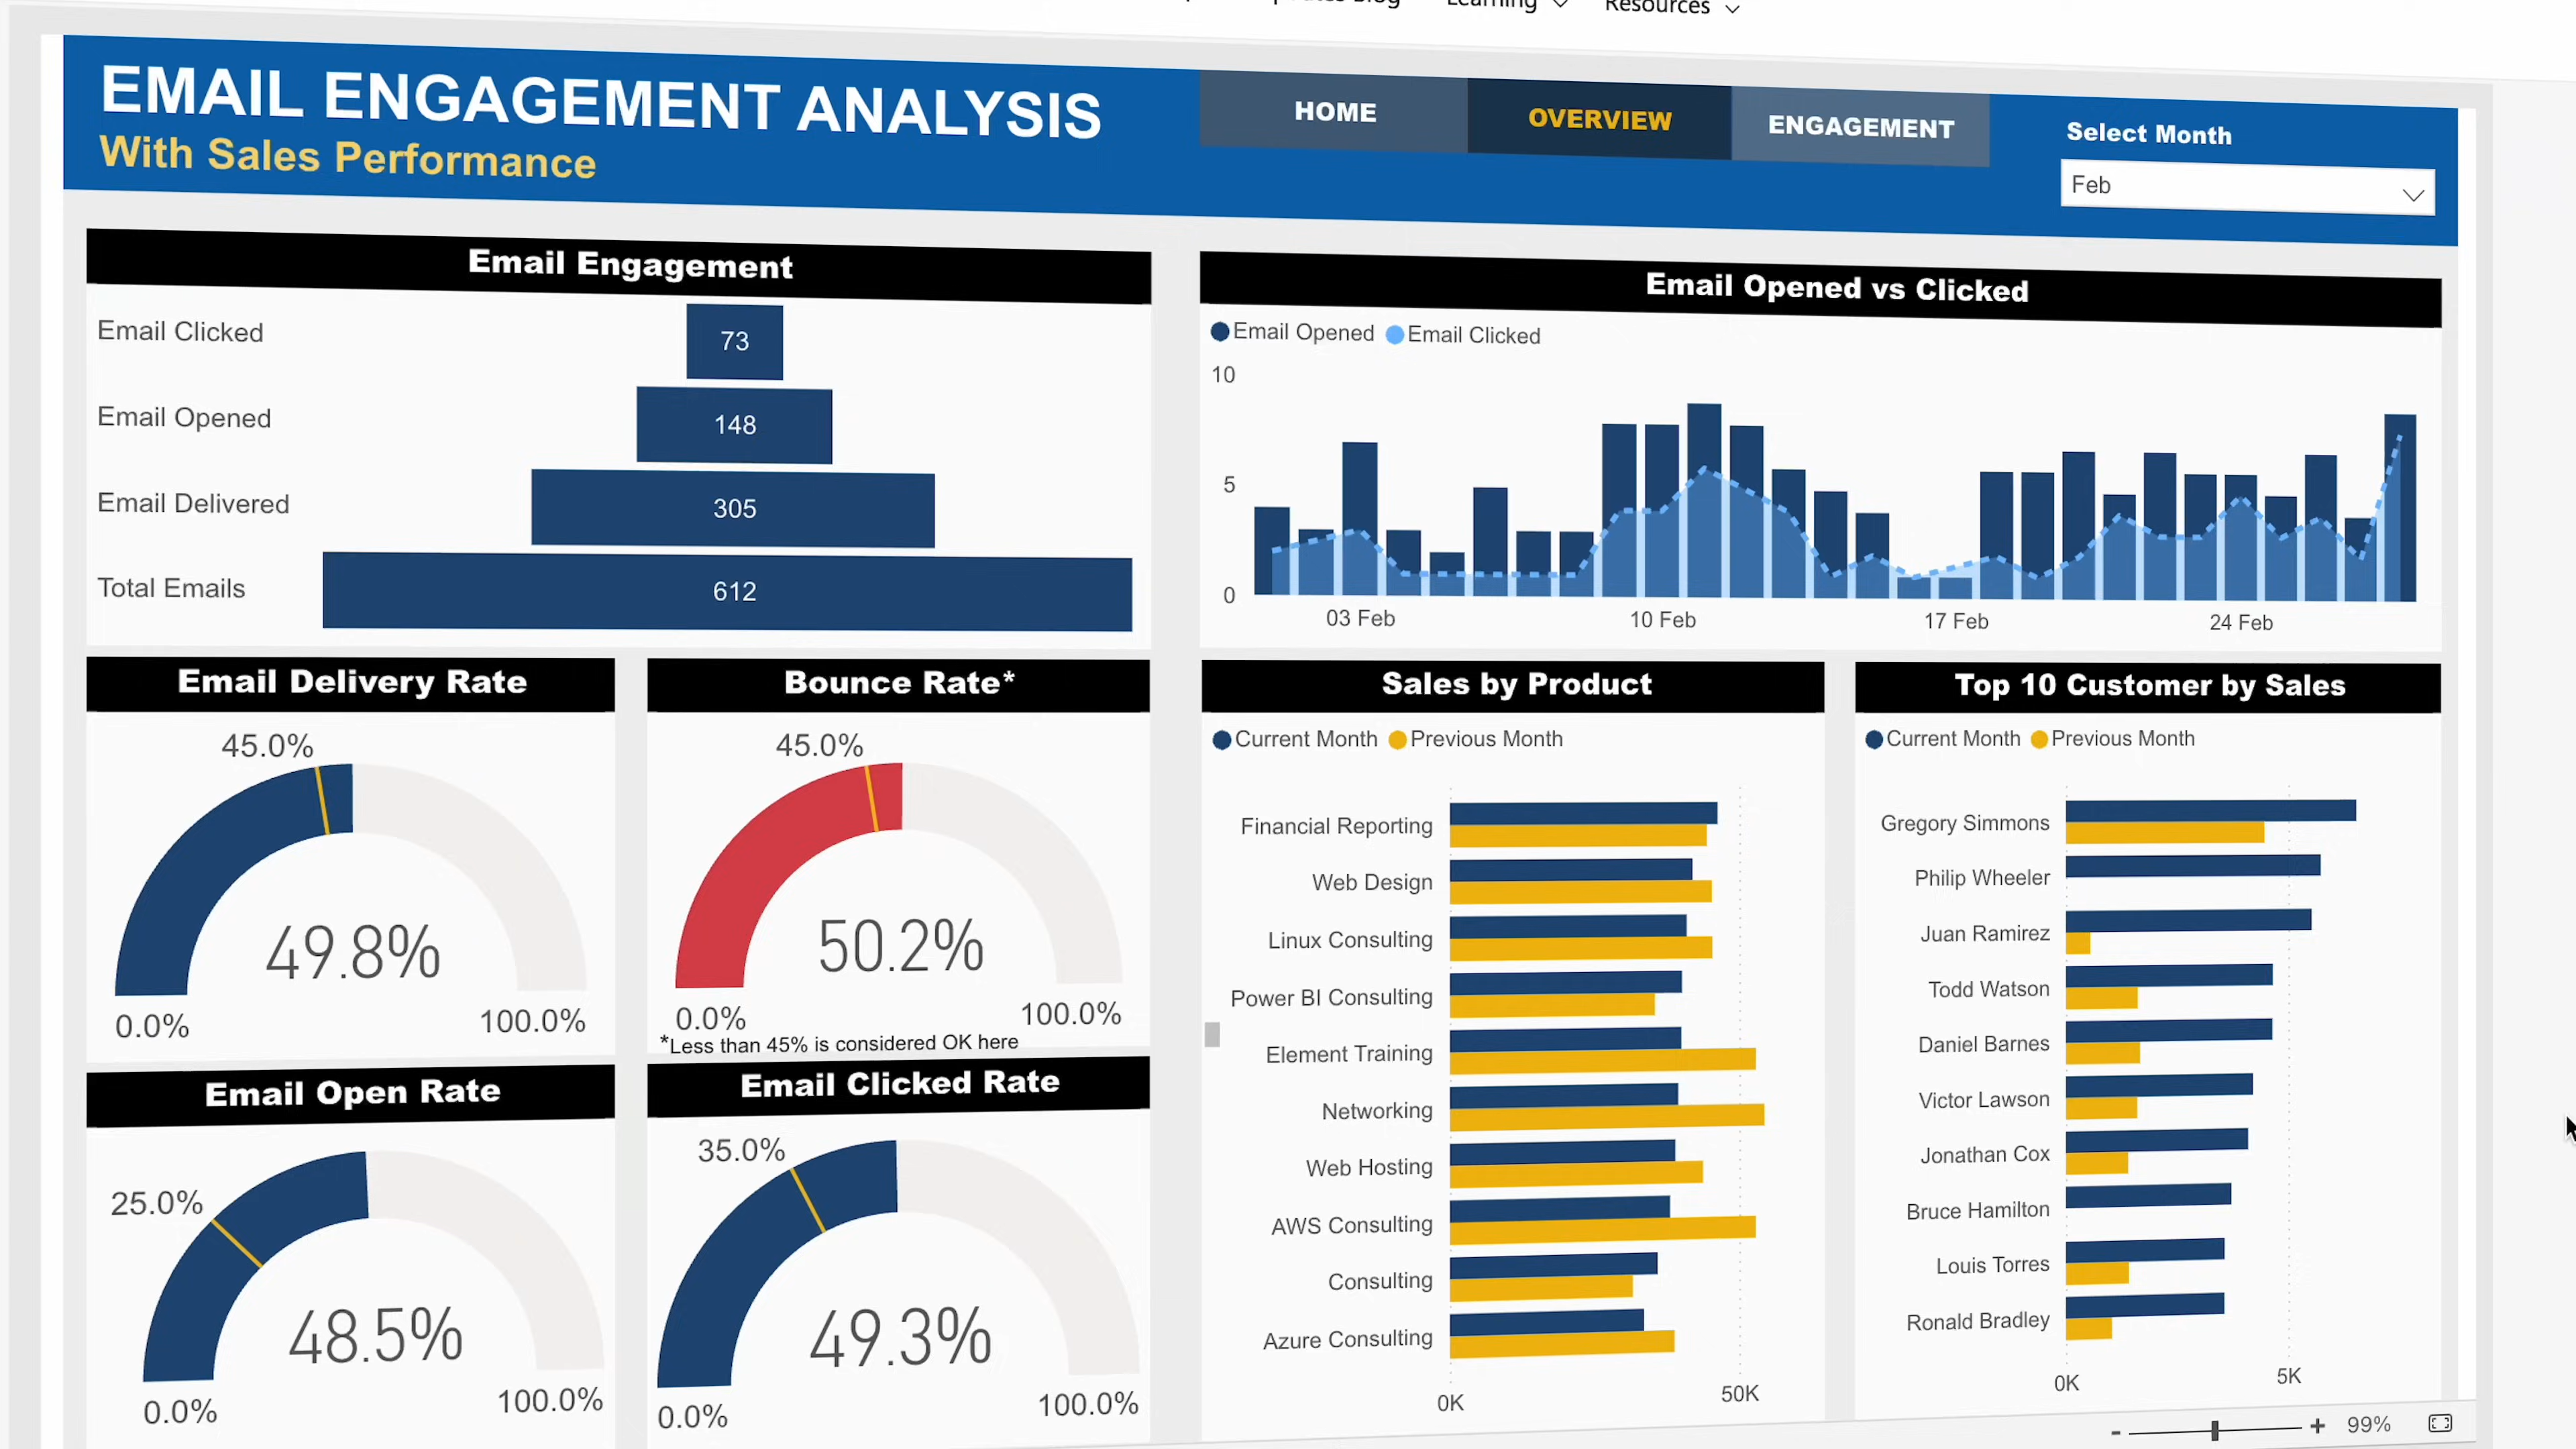 Blog
Learning
Resources
EMAIL ENGAGEMENT ANALYSIS
With Sales Performance
HOME
OVERVIEW
ENGAGEMENT
Select Month
Feb
Email Engagement
Email Clicked
73
Email Opened
148
Email Delivered
305
Total Emails
612
Email Opened vs Clicked
Email Opened
Email Clicked
10
5
0
03 Feb
10 Feb
17 Feb
24 Feb
Email Delivery Rate
45.0%
49.8%
0.0%
100.0%
Bounce Rate*
45.0%
50.2%
0.0%
100.0%
*Less than 45% is considered OK here
Email Open Rate
25.0%
48.5%
0.0%
100.0%
Email Clicked Rate
35.0%
49.3%
0.0%
100.0%
Sales by Product
Current Month
Previous Month
Financial Reporting
Web Design
Linux Consulting
Power BI Consulting
Element Training
Networking
Web Hosting
AWS Consulting
Consulting
Azure Consulting
0K
50K
Top 10 Customer by Sales
Current Month
Previous Month
Gregory Simmons
Philip Wheeler
Juan Ramirez
Todd Watson
Daniel Barnes
Victor Lawson
Jonathan Cox
Bruce Hamilton
Louis Torres
Ronald Bradley
0K
5K
- + 99%